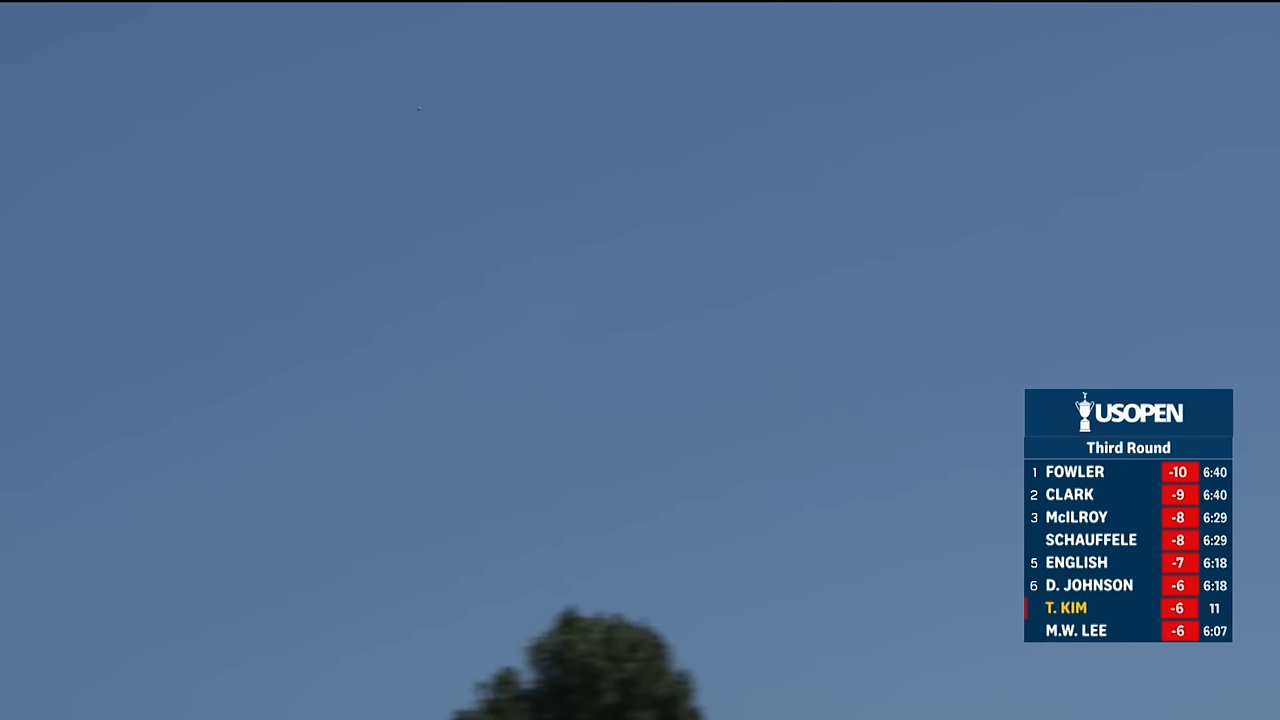 USOPEN
Third Round
1 FOWLER -10 6:40
2 CLARK -9 6:40
3 McILROY -8 6:29
SCHAUFFELE -8 6:29
5 ENGLISH -7 6:18
6 D. JOHNSON -6 6:18
T. KIM -6 11
M.W. LEE -6 6:07